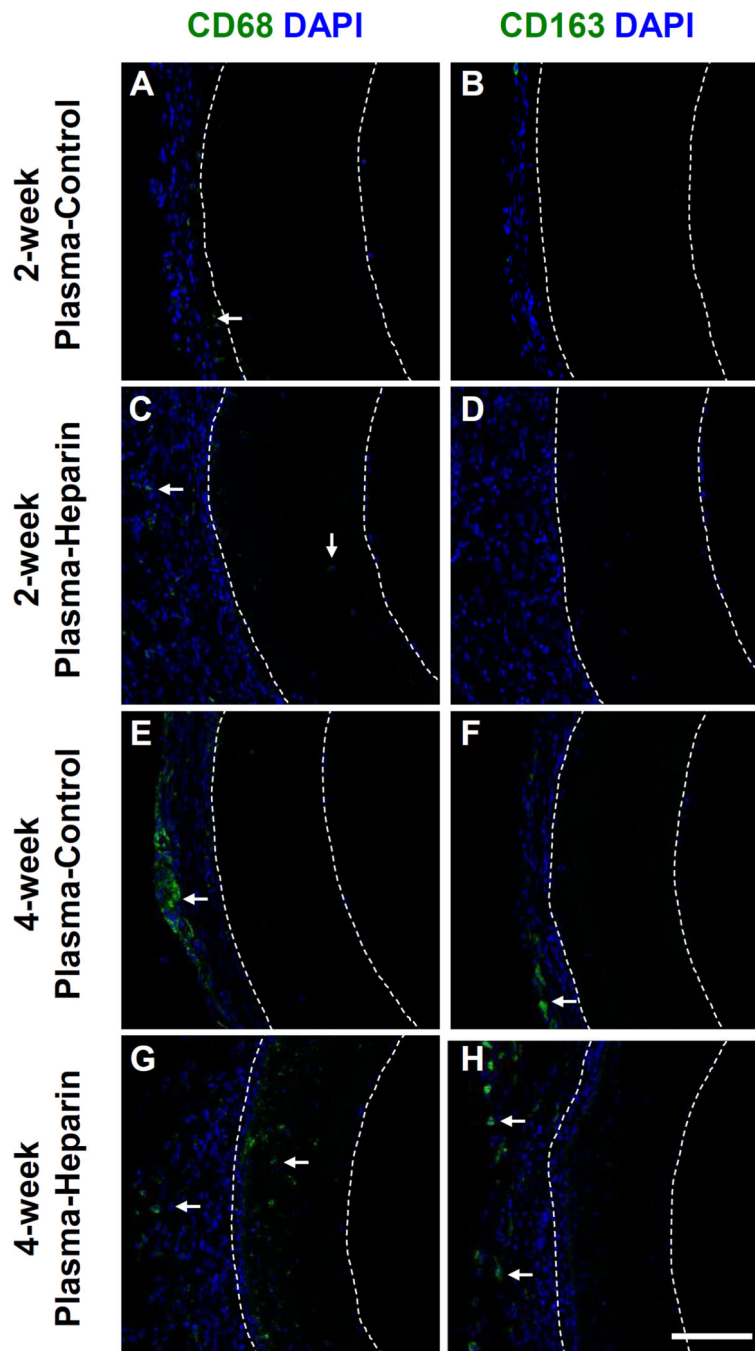 CD68 DAPI
CD163 DAPI
2-week
Plasma-Control
A
B
2-week
Plasma-Heparin
C
D
4-week
Plasma-Control
E
F
4-week
Plasma-Heparin
G
H